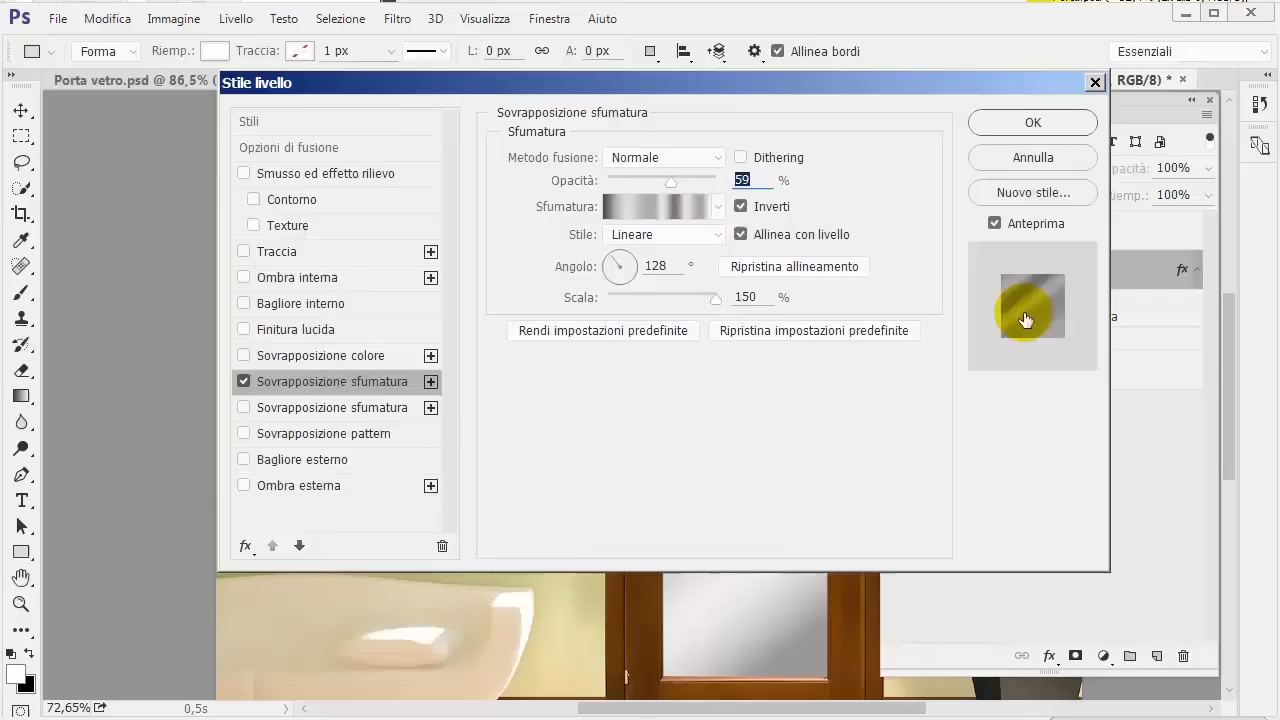 Ps File Modifica Immagine Livello Testo Selezione Filtro 3D Visualizza Finestra Aiuto
Forma Riemp.: Traccia: 1 px L: 0 px A: 0 px Allinea bordi Essenziali
Porta vetro.psd @ 86,5% ( RGB/8) *
Stile livello
Stili
Opzioni di fusione
Smusso ed effetto rilievo
Contorno
Texture
Traccia
Ombra interna
Bagliore interno
Finitura lucida
Sovrapposizione colore
Sovrapposizione sfumatura
Sovrapposizione sfumatura
Sovrapposizione pattern
Bagliore esterno
Ombra esterna
fx
Sovrapposizione sfumatura
Sfumatura
Metodo fusione: Normale Dithering
Opacità: 59 %
Sfumatura: Inverti
Stile: Lineare Allinea con livello
Angolo: 128 ° Ripristina allineamento
Scala: 150 %
Rendi impostazioni predefinite Ripristina impostazioni predefinite
OK
Annulla
Nuovo stile...
Anteprima
pacità: 100%
iemp.: 100%
fx
a
fx
72,65% 0,5s